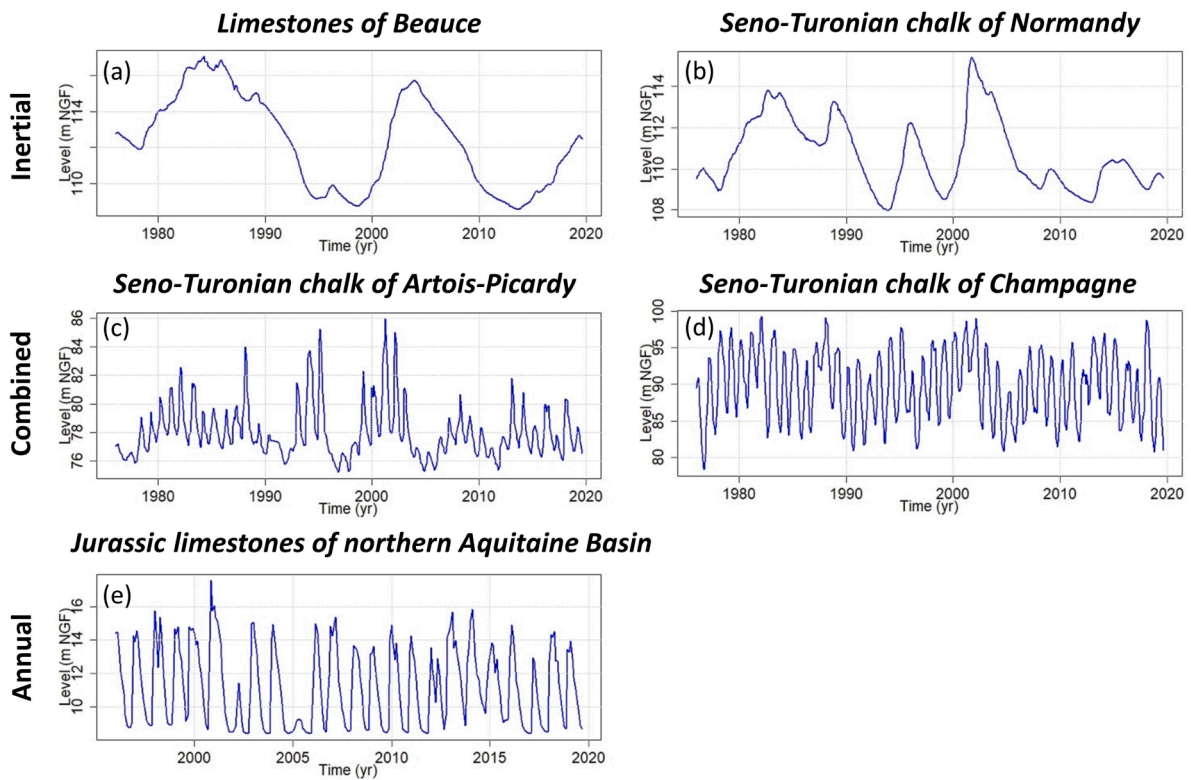 Limestones of Beauce
Seno-Turonian chalk of Normandy
Inertial
(a)
Level (m NGF)
114
110
1980 1990 2000 2010 2020
Time (yr)
(b)
Level (m NGF)
114
112
110
108
1980 1990 2000 2010 2020
Time (yr)
Seno-Turonian chalk of Artois-Picardy
Seno-Turonian chalk of Champagne
Combined
(c)
Level (m NGF)
86
84
82
80
78
76
1980 1990 2000 2010 2020
Time (yr)
(d)
Level (m NGF)
100
95
90
85
80
1980 1990 2000 2010 2020
Time (yr)
Jurassic limestones of northern Aquitaine Basin
Annual
(e)
Level (m NGF)
16
14
12
10
2000 2005 2010 2015 2020
Time (yr)